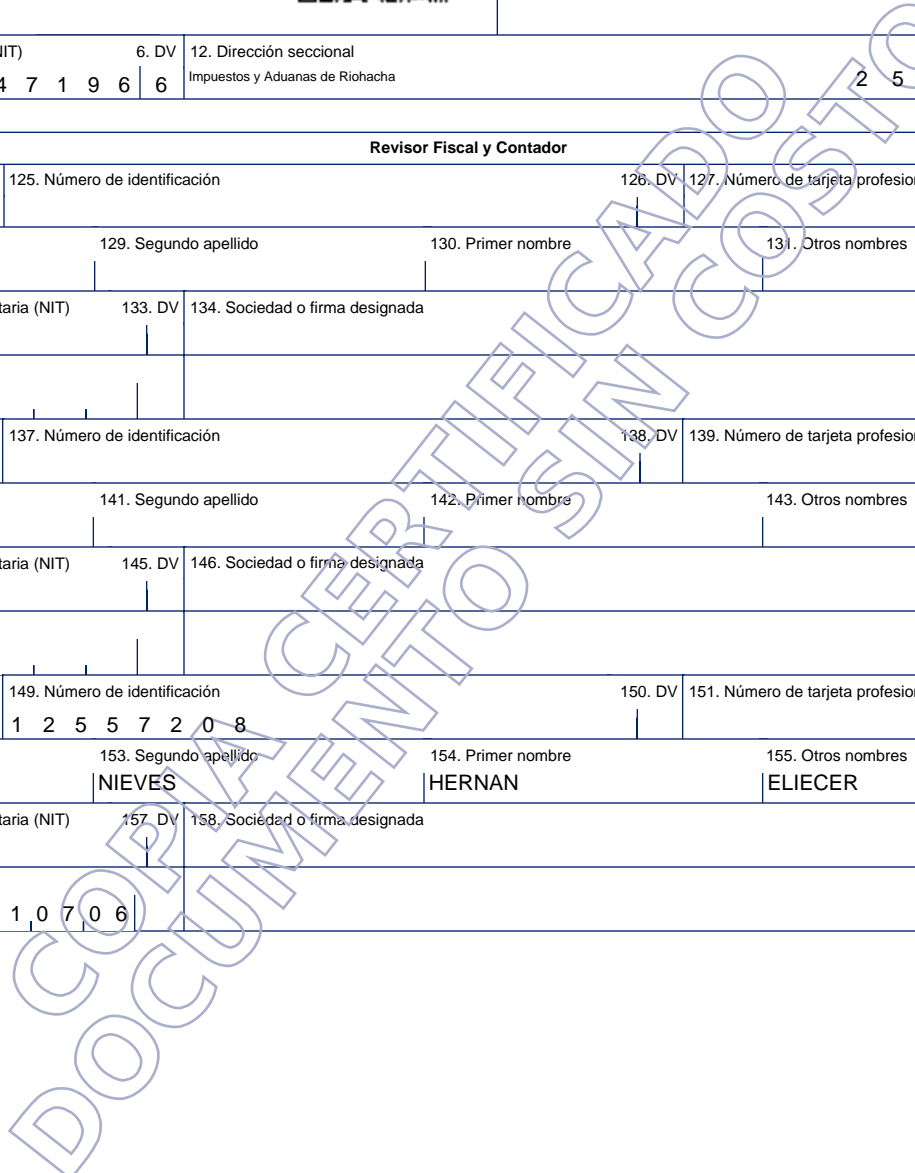 NIT) 6. DV 12. Dirección seccional
4 7 1 9 6 6 Impuestos y Aduanas de Riohacha 2 5
Revisor Fiscal y Contador
125. Número de identificación 126. DV 127. Número de tarjeta profesion
129. Segundo apellido 130. Primer nombre 131. Otros nombres
taria (NIT) 133. DV 134. Sociedad o firma designada
137. Número de identificación 138. DV 139. Número de tarjeta profesion
141. Segundo apellido 142. Primer nombre 143. Otros nombres
taria (NIT) 145. DV 146. Sociedad o firma designada
149. Número de identificación 150. DV 151. Número de tarjeta profesion
1 2 5 5 7 2 0 8
153. Segundo apellido 154. Primer nombre 155. Otros nombres
NIEVES HERNAN ELIECER
taria (NIT) 157. DV 158. Sociedad o firma designada
1 0 7 0 6
COPIA CERTIFICADO
DOCUMENTO SIN COSTO